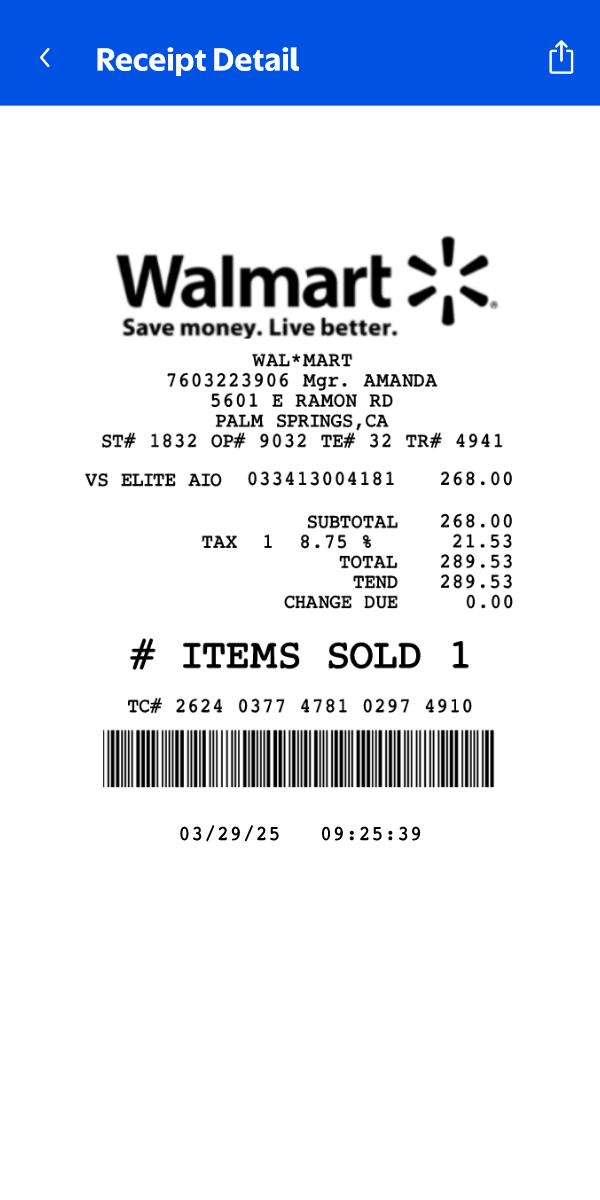 Receipt Detail
Walmart
Save money. Live better.
WAL*MART
7603223906 Mgr. AMANDA
5601 E RAMON RD
PALM SPRINGS,CA
ST# 1832 OP# 9032 TE# 32 TR# 4941
VS ELITE AIO 033413004181 268.00
SUBTOTAL 268.00
TAX 1 8.75 % 21.53
TOTAL 289.53
TEND 289.53
CHANGE DUE 0.00
# ITEMS SOLD 1
TC# 2624 0377 4781 0297 4910
03/29/25 09:25:39